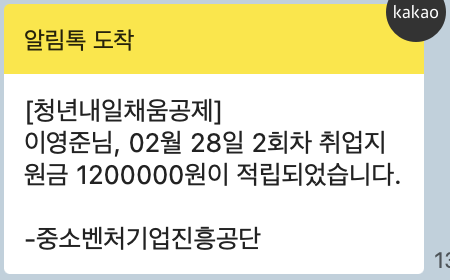 kakao
알림톡 도착
[청년내일채움공제]
이영준님, 02월 28일 2회차 취업지
원금 1200000원이 적립되었습니다.
-중소벤처기업진흥공단